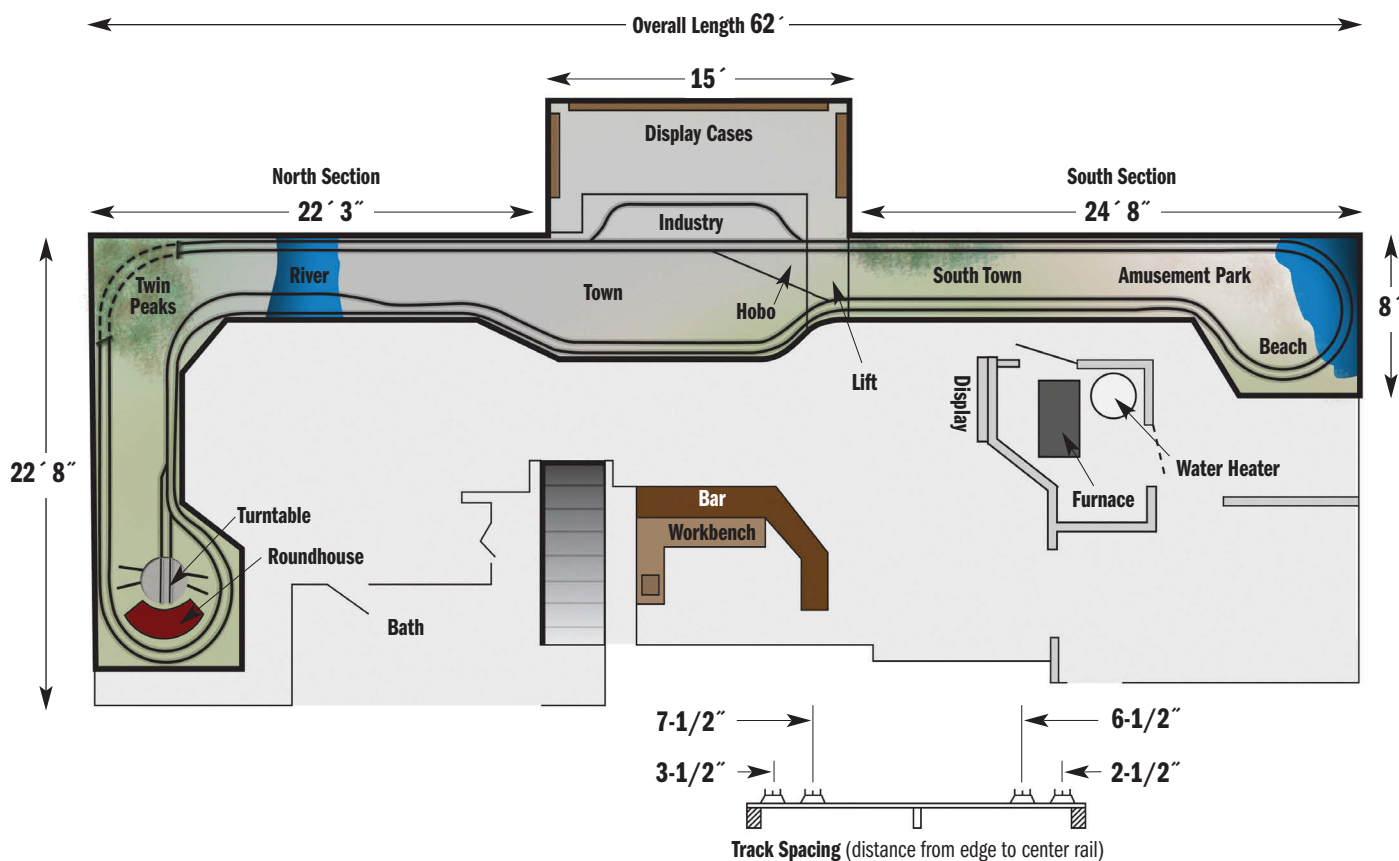 Overall Length 62´
15´
Display Cases
North Section
22´ 3˝
South Section
24´ 8˝
Industry
Twin
Peaks
River
Town
Hobo
Lift
South Town
Amusement Park
Beach
8´
22´ 8˝
Display
Furnace
Water Heater
Turntable
Roundhouse
Bath
Bar
Workbench
7-1/2˝
6-1/2˝
3-1/2˝
2-1/2˝
Track Spacing (distance from edge to center rail)